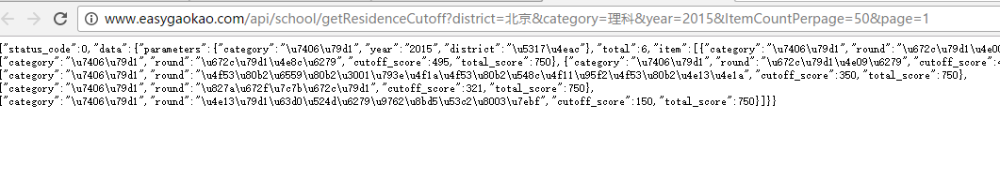 www.easygaokao.com/api/school/getResidenceCutoff?district=北京&category=理科&year=2015&ItemCountPerpage=50&page=1
{"status_code":0, "data":{"parameters":{"category":"\u7406\u79d1", "year":"2015", "district":"\u5317\u4eac"}, "total":6, "item":[{"category":"\u7406\u79d1", "round":"\u672c\u79d1\u4e00
{"category":"\u7406\u79d1", "round":"\u672c\u79d1\u4e8c\u6279", "cutoff_score":495, "total_score":750}, {"category":"\u7406\u79d1", "round":"\u672c\u79d1\u4e09\u6279", "cutoff_score":4
{"category":"\u7406\u79d1", "round":"\u4f53\u80b2\u6559\u80b2\u3001\u793e\u4f1a\u4f53\u80b2\u548c\u4f11\u95f2\u4f53\u80b2\u4e13\u4e1a", "cutoff_score":350, "total_score":750},
{"category":"\u7406\u79d1", "round":"\u827a\u672f\u7c7b\u672c\u79d1", "cutoff_score":321, "total_score":750},
{"category":"\u7406\u79d1", "round":"\u4e13\u79d1\u63d0\u524d\u6279\u9762\u8bd5\u53c2\u8003\u7ebf", "cutoff_score":150, "total_score":750}]}}